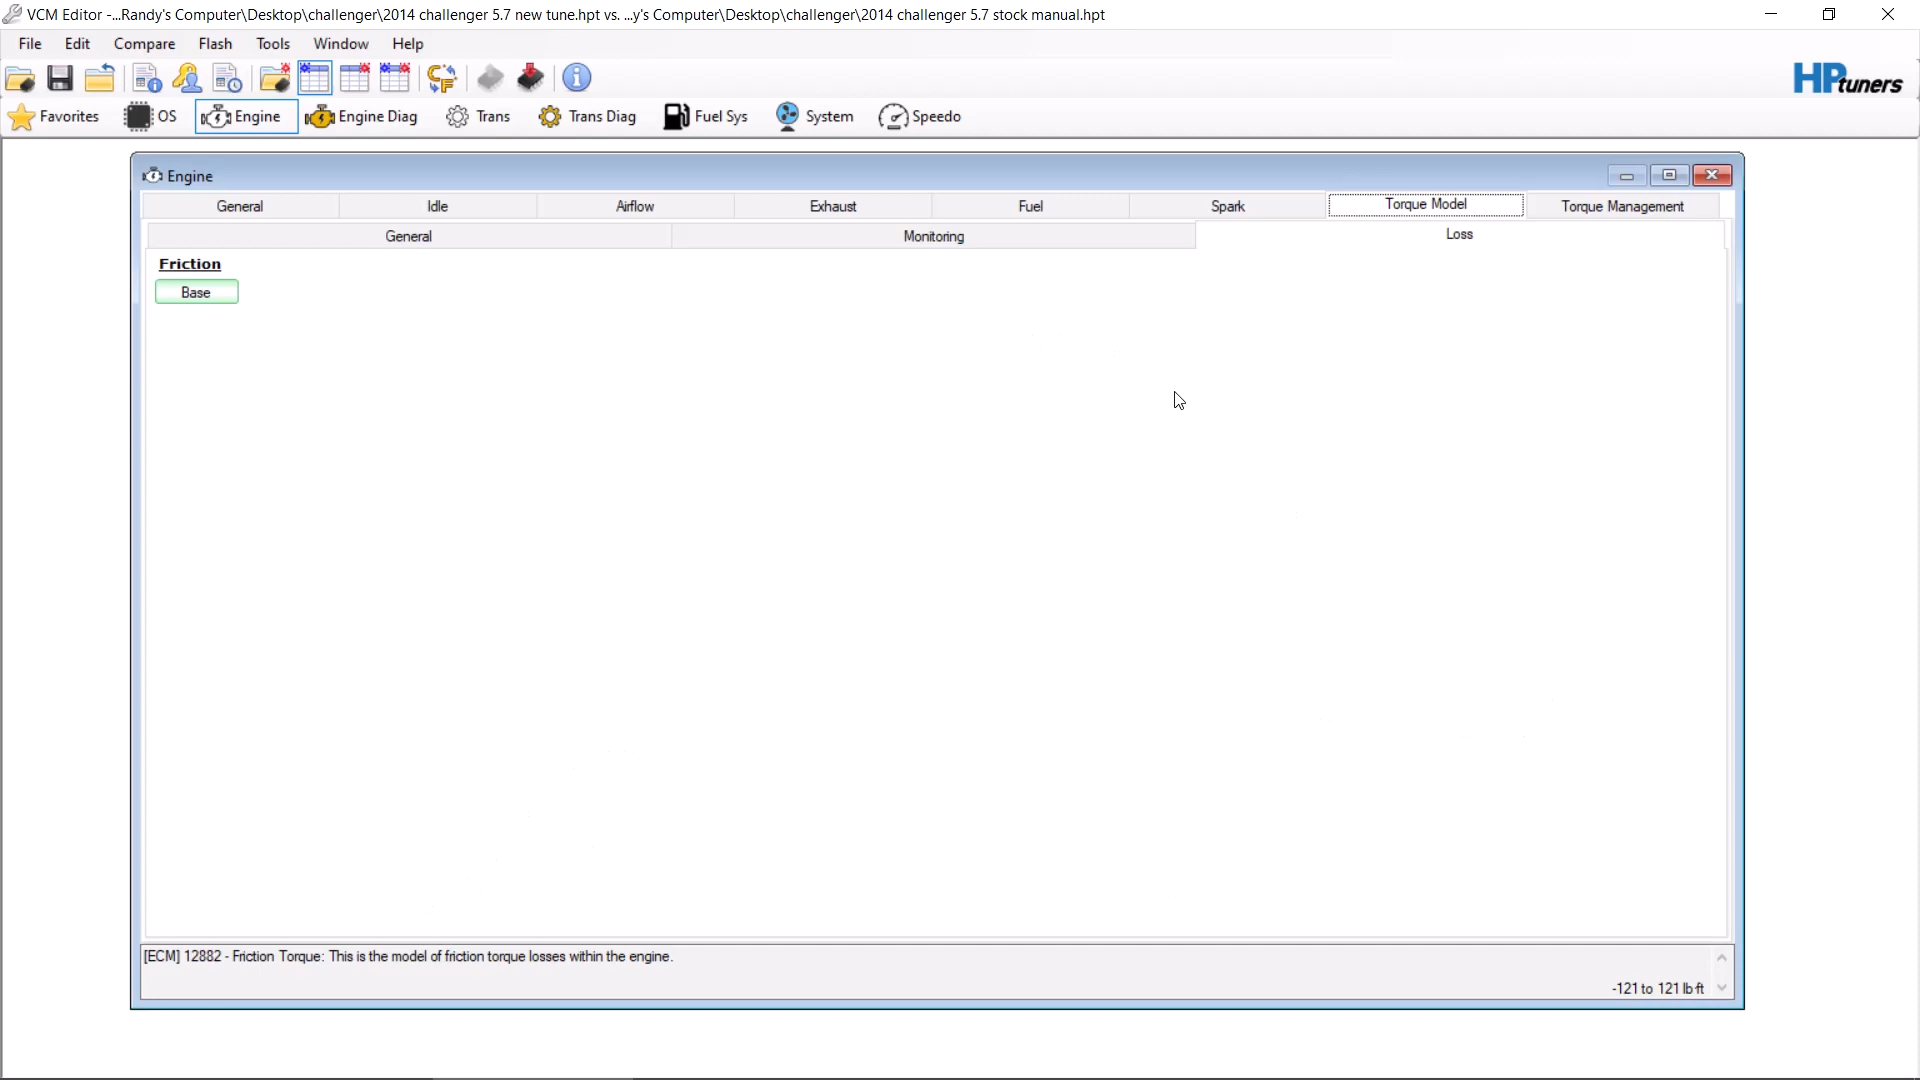 VCM Editor -...Randy's Computer\Desktop\challenger\2014 challenger 5.7 new tune.hpt vs. ...y's Computer\Desktop\challenger\2014 challenger 5.7 stock manual.hpt
File Edit Compare Flash Tools Window Help
HPtuners
Favorites OS Engine Engine Diag Trans Trans Diag Fuel Sys System Speedo
Engine
General Idle Airflow Exhaust Fuel Spark Torque Model Torque Management
General Monitoring Loss
Friction
Base
[ECM] 12882 - Friction Torque: This is the model of friction torque losses within the engine.
-121 to 121 lb·ft